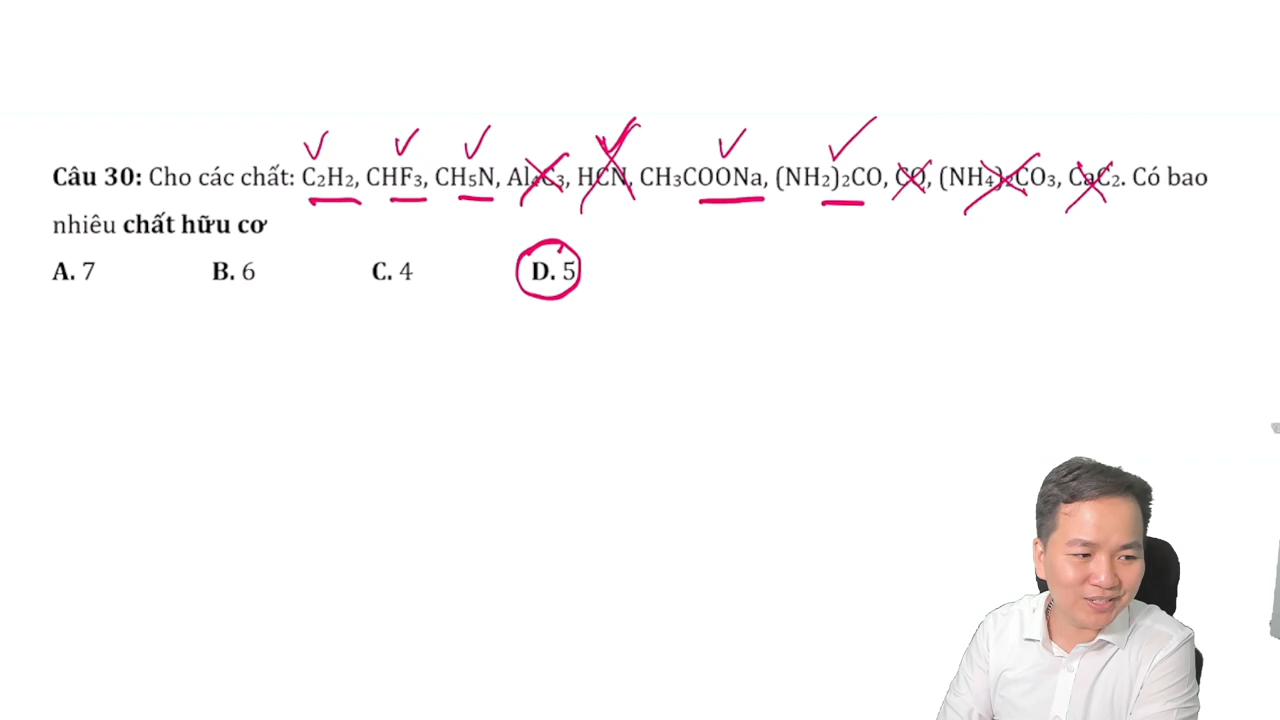 Câu 30: Cho các chất: C₂H₂, CHF₃, CH₅N, Al₄C₃, HCN, CH₃COONa, (NH₂)₂CO, CO, (NH₄)₂CO₃, CaC₂. Có bao
nhiêu chất hữu cơ
A. 7 B. 6 C. 4 D. 5